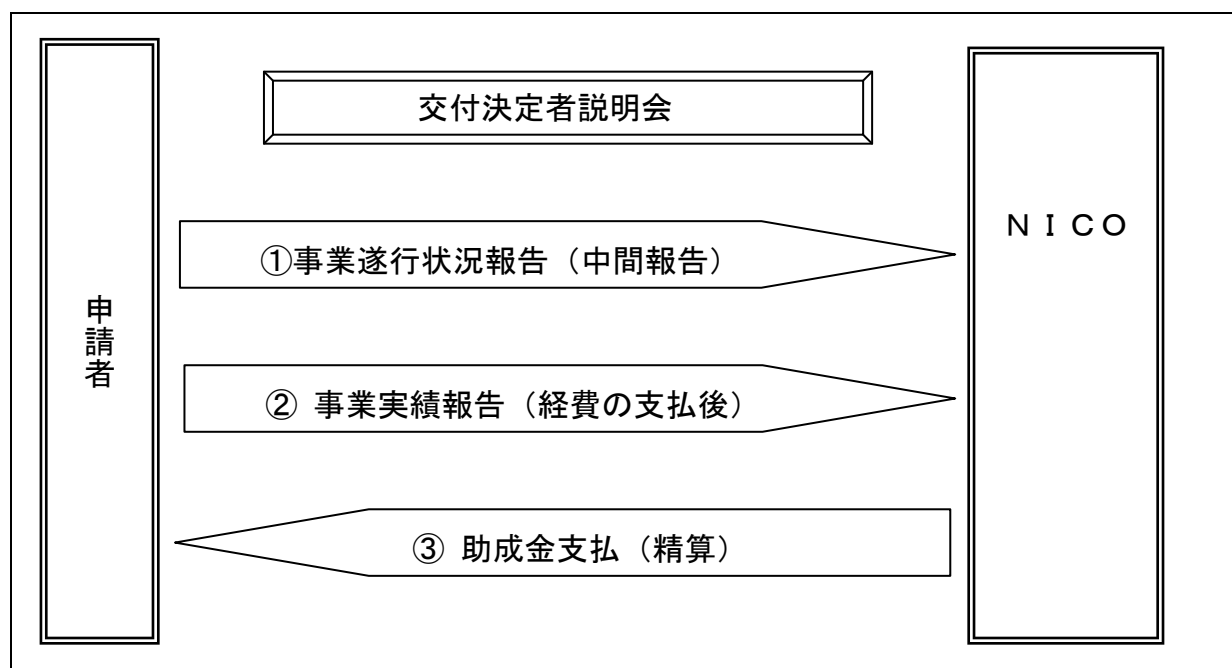 交付決定者説明会
申請者
NICO
①事業遂行状況報告（中間報告）
② 事業実績報告（経費の支払後）
③ 助成金支払（精算）